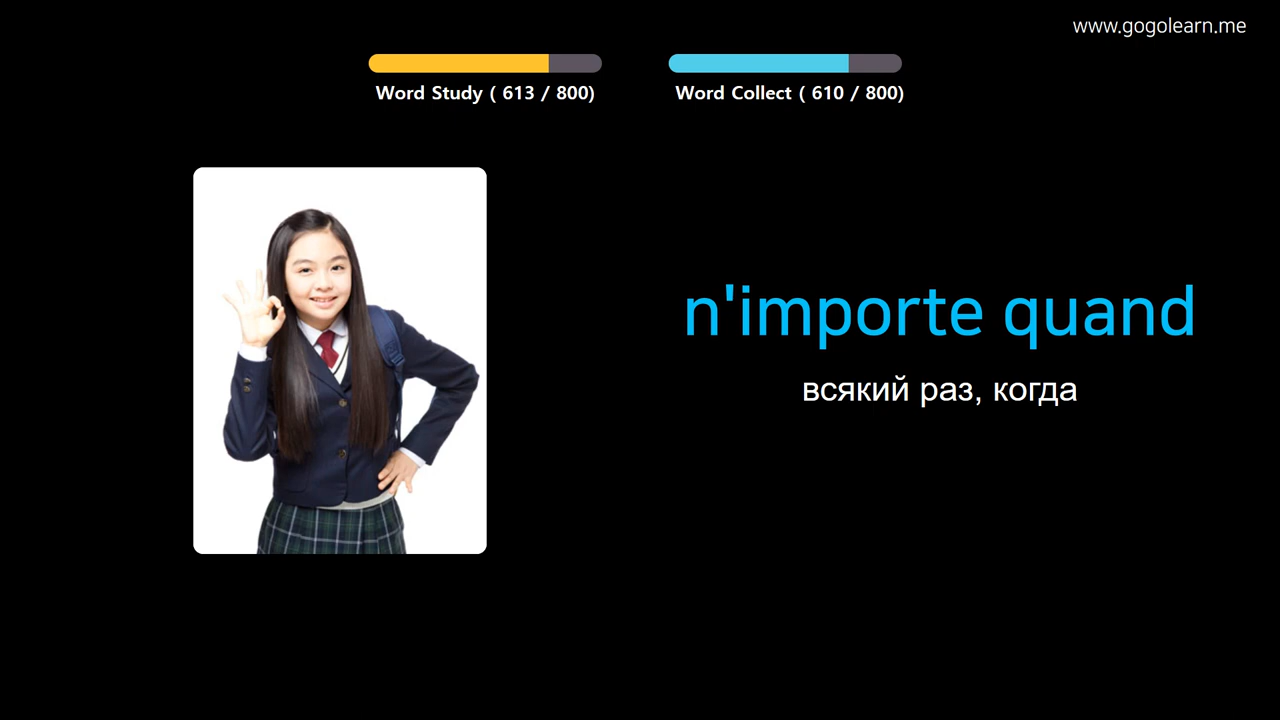 www.gogolearn.me
Word Study ( 613 / 800)
Word Collect ( 610 / 800)
n'importe quand
всякий раз, когда